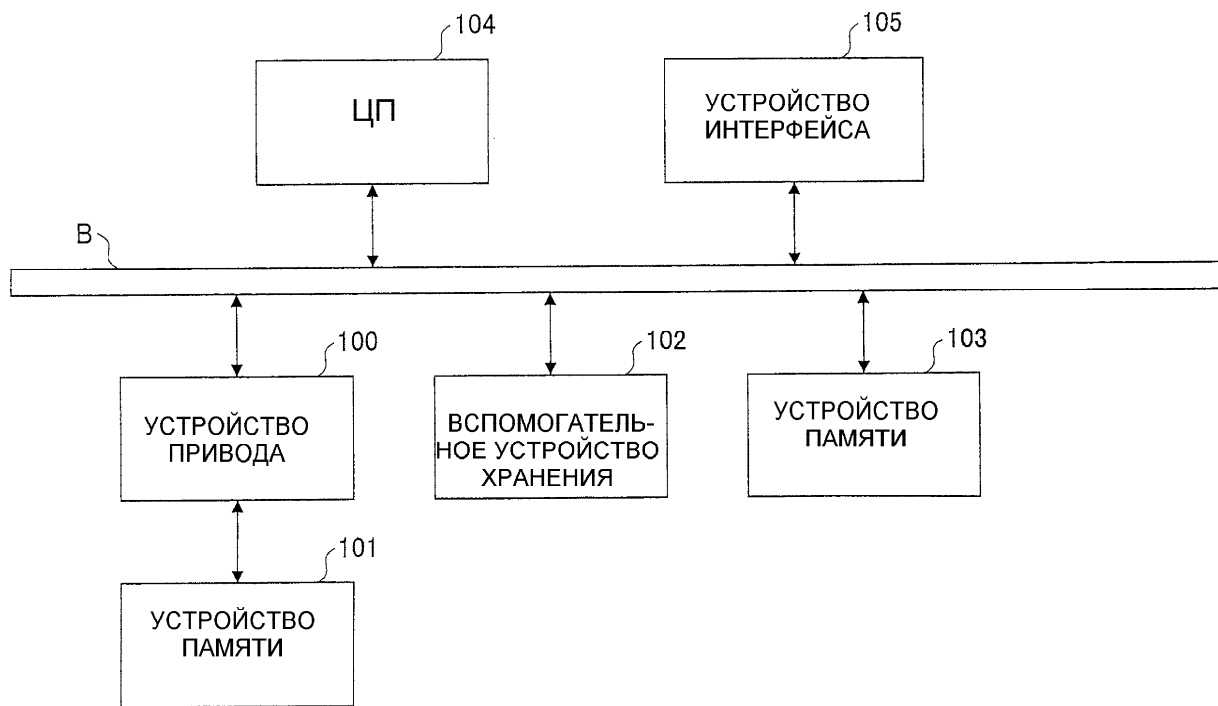 104
ЦП
105
УСТРОЙСТВО
ИНТЕРФЕЙСА
B
100
УСТРОЙСТВО
ПРИВОДА
102
ВСПОМОГАТЕЛЬ-
НОЕ УСТРОЙСТВО
ХРАНЕНИЯ
103
УСТРОЙСТВО
ПАМЯТИ
101
УСТРОЙСТВО
ПАМЯТИ